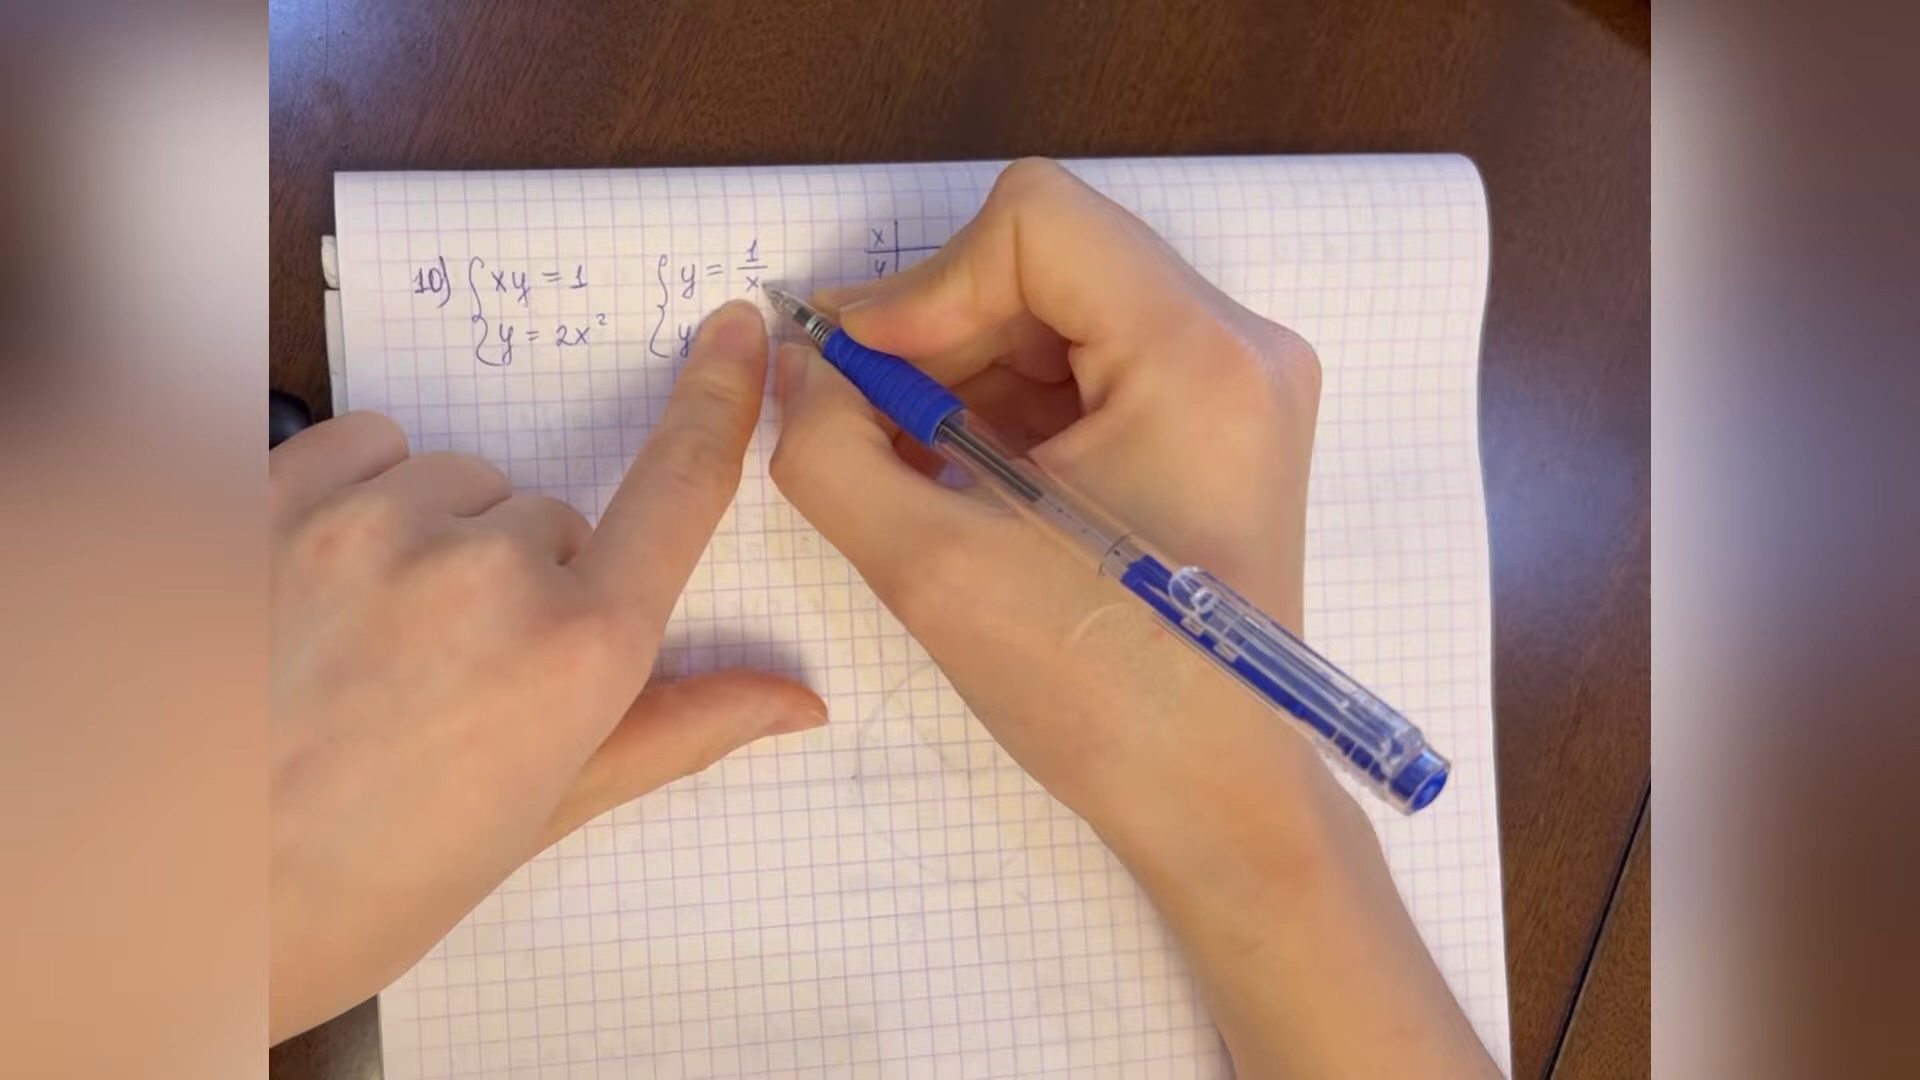 10) { xy = 1 { y = 1/x
{ y = 2x² { y
x
y